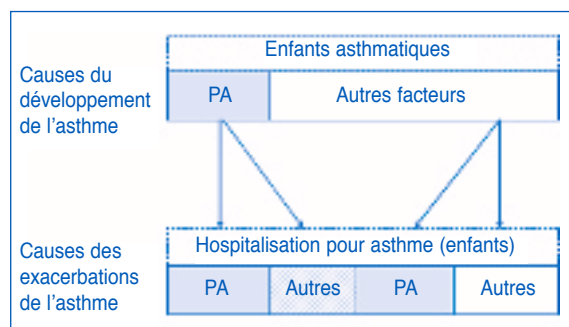 Enfants asthmatiques
Causes du
développement
de l'asthme
PA
Autres facteurs
Hospitalisation pour asthme (enfants)
Causes des
exacerbations
de l'asthme
PA
Autres
PA
Autres